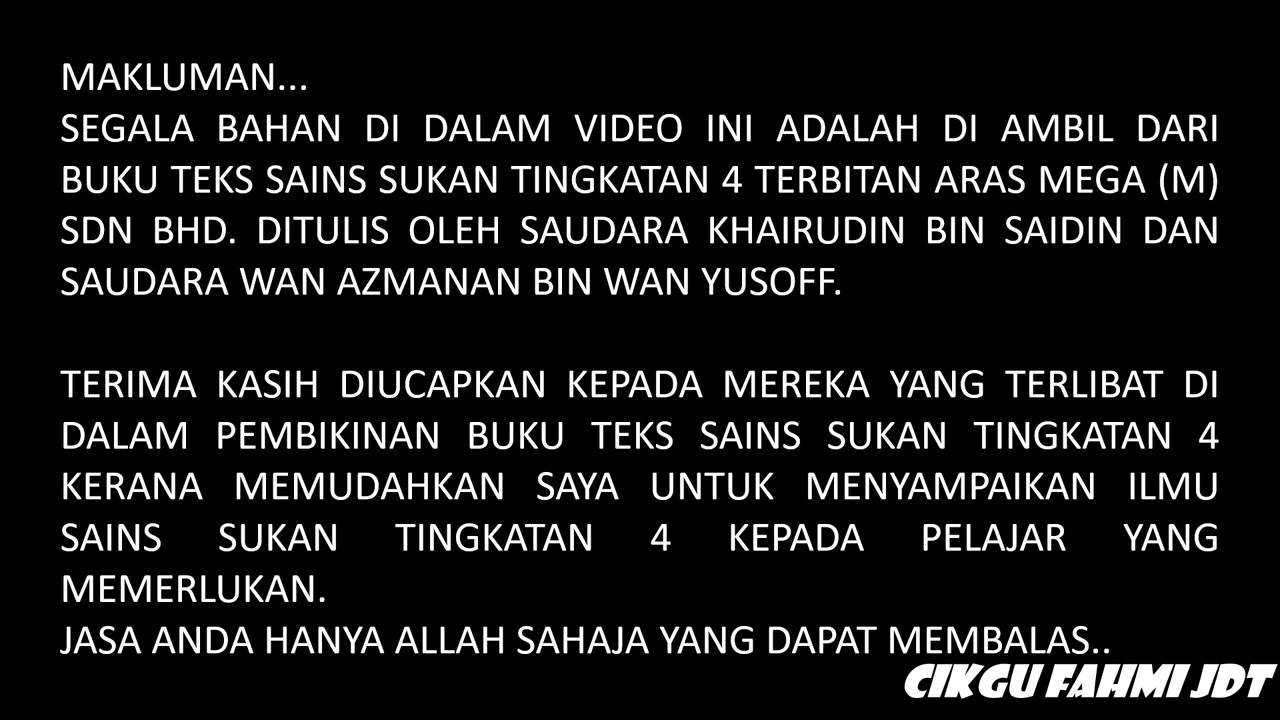 MAKLUMAN...
SEGALA BAHAN DI DALAM VIDEO INI ADALAH DI AMBIL DARI
BUKU TEKS SAINS SUKAN TINGKATAN 4 TERBITAN ARAS MEGA (M)
SDN BHD. DITULIS OLEH SAUDARA KHAIRUDIN BIN SAIDIN DAN
SAUDARA WAN AZMANAN BIN WAN YUSOFF.
TERIMA KASIH DIUCAPKAN KEPADA MEREKA YANG TERLIBAT DI
DALAM PEMBIKINAN BUKU TEKS SAINS SUKAN TINGKATAN 4
KERANA MEMUDAHKAN SAYA UNTUK MENYAMPAIKAN ILMU
SAINS SUKAN TINGKATAN 4 KEPADA PELAJAR YANG
MEMERLUKAN.
JASA ANDA HANYA ALLAH SAHAJA YANG DAPAT MEMBALAS..
CIKGU FAHMI JDT